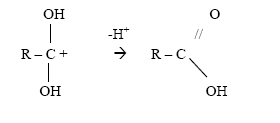 OH O
-H⁺
//
R – C + → R – C
OH OH